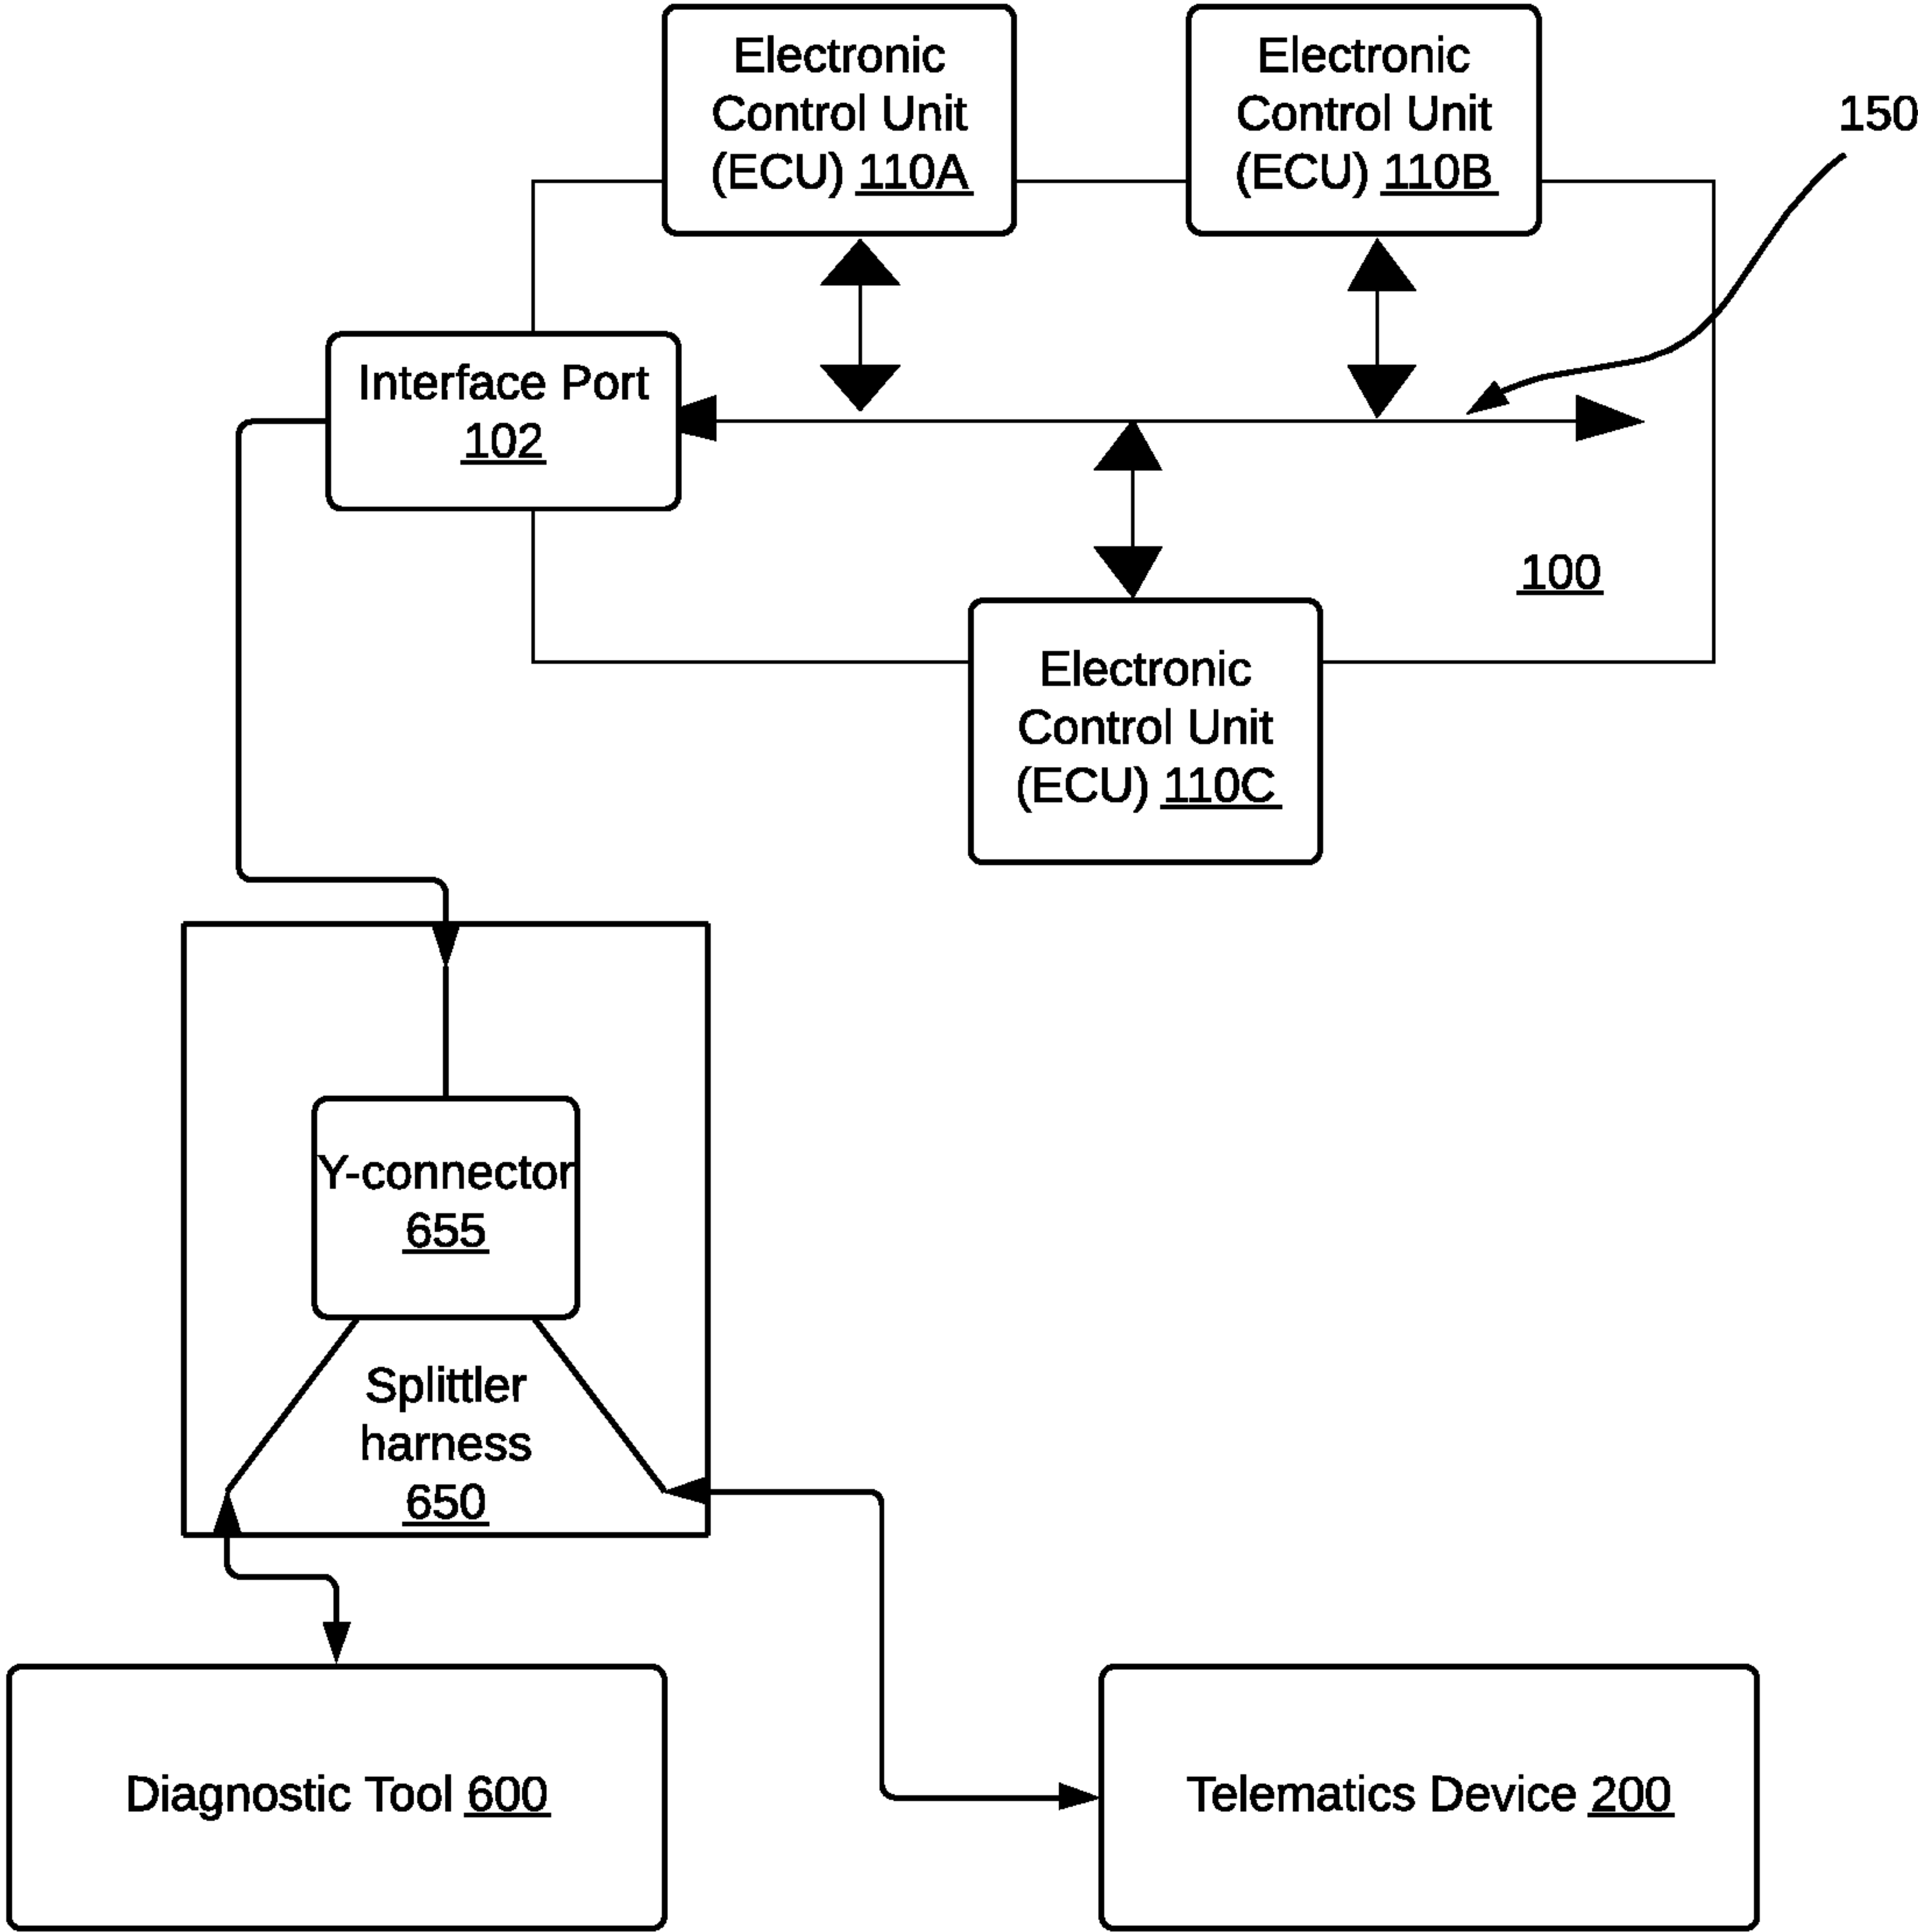 Electronic
Control Unit
(ECU) 110A
Electronic
Control Unit
(ECU) 110B
150
Interface Port
102
100
Electronic
Control Unit
(ECU) 110C
Y-connector
655
Splittler
harness
650
Diagnostic Tool 600
Telematics Device 200